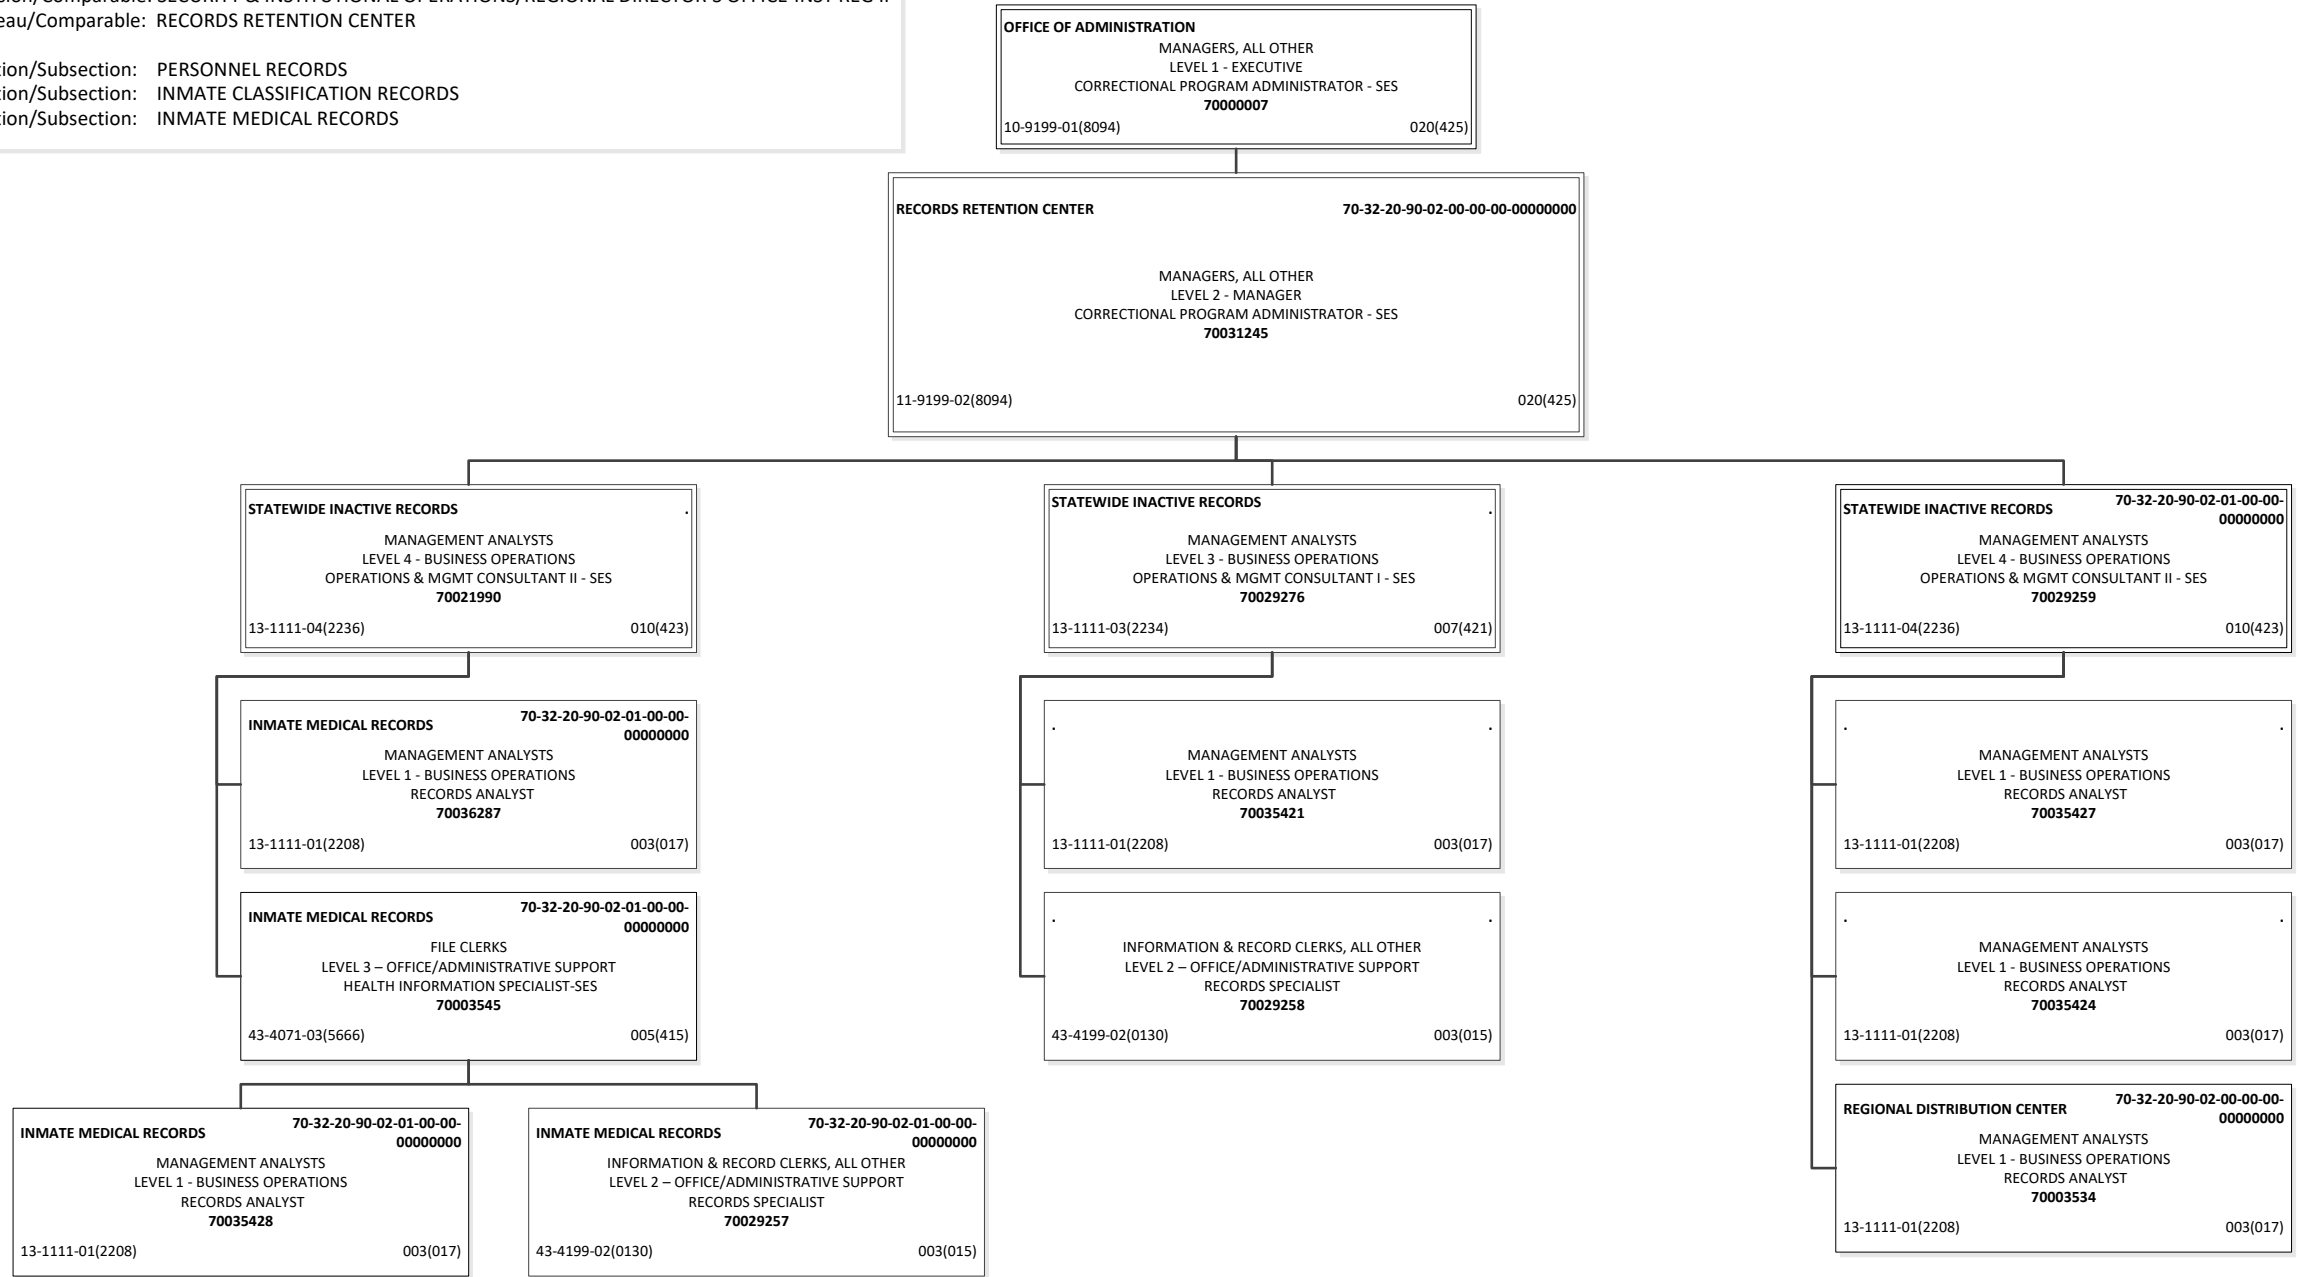 sion/Comparable: SECURITY & INSTITUTIONAL OPERATIONS/REGIONAL DIRECTOR'S OFFICE-INST REG II
eau/Comparable: RECORDS RETENTION CENTER
tion/Subsection: PERSONNEL RECORDS
tion/Subsection: INMATE CLASSIFICATION RECORDS
tion/Subsection: INMATE MEDICAL RECORDS
OFFICE OF ADMINISTRATION
MANAGERS, ALL OTHER
LEVEL 1 - EXECUTIVE
CORRECTIONAL PROGRAM ADMINISTRATOR - SES
70000007
10-9199-01(8094) 020(425)
RECORDS RETENTION CENTER 70-32-20-90-02-00-00-00-00000000
MANAGERS, ALL OTHER
LEVEL 2 - MANAGER
CORRECTIONAL PROGRAM ADMINISTRATOR - SES
70031245
11-9199-02(8094) 020(425)
STATEWIDE INACTIVE RECORDS .
MANAGEMENT ANALYSTS
LEVEL 4 - BUSINESS OPERATIONS
OPERATIONS & MGMT CONSULTANT II - SES
70021990
13-1111-04(2236) 010(423)
STATEWIDE INACTIVE RECORDS .
MANAGEMENT ANALYSTS
LEVEL 3 - BUSINESS OPERATIONS
OPERATIONS & MGMT CONSULTANT I - SES
70029276
13-1111-03(2234) 007(421)
STATEWIDE INACTIVE RECORDS 70-32-20-90-02-01-00-00-
00000000
MANAGEMENT ANALYSTS
LEVEL 4 - BUSINESS OPERATIONS
OPERATIONS & MGMT CONSULTANT II - SES
70029259
13-1111-04(2236) 010(423)
INMATE MEDICAL RECORDS 70-32-20-90-02-01-00-00-
00000000
MANAGEMENT ANALYSTS
LEVEL 1 - BUSINESS OPERATIONS
RECORDS ANALYST
70036287
13-1111-01(2208) 003(017)
. .
MANAGEMENT ANALYSTS
LEVEL 1 - BUSINESS OPERATIONS
RECORDS ANALYST
70035421
13-1111-01(2208) 003(017)
. .
MANAGEMENT ANALYSTS
LEVEL 1 - BUSINESS OPERATIONS
RECORDS ANALYST
70035427
13-1111-01(2208) 003(017)
INMATE MEDICAL RECORDS 70-32-20-90-02-01-00-00-
00000000
FILE CLERKS
LEVEL 3 – OFFICE/ADMINISTRATIVE SUPPORT
HEALTH INFORMATION SPECIALIST-SES
70003545
43-4071-03(5666) 005(415)
. .
INFORMATION & RECORD CLERKS, ALL OTHER
LEVEL 2 – OFFICE/ADMINISTRATIVE SUPPORT
RECORDS SPECIALIST
70029258
43-4199-02(0130) 003(015)
. .
MANAGEMENT ANALYSTS
LEVEL 1 - BUSINESS OPERATIONS
RECORDS ANALYST
70035424
13-1111-01(2208) 003(017)
INMATE MEDICAL RECORDS 70-32-20-90-02-01-00-00-
00000000
MANAGEMENT ANALYSTS
LEVEL 1 - BUSINESS OPERATIONS
RECORDS ANALYST
70035428
13-1111-01(2208) 003(017)
INMATE MEDICAL RECORDS 70-32-20-90-02-01-00-00-
00000000
INFORMATION & RECORD CLERKS, ALL OTHER
LEVEL 2 – OFFICE/ADMINISTRATIVE SUPPORT
RECORDS SPECIALIST
70029257
43-4199-02(0130) 003(015)
REGIONAL DISTRIBUTION CENTER 70-32-20-90-02-00-00-00-
00000000
MANAGEMENT ANALYSTS
LEVEL 1 - BUSINESS OPERATIONS
RECORDS ANALYST
70003534
13-1111-01(2208) 003(017)